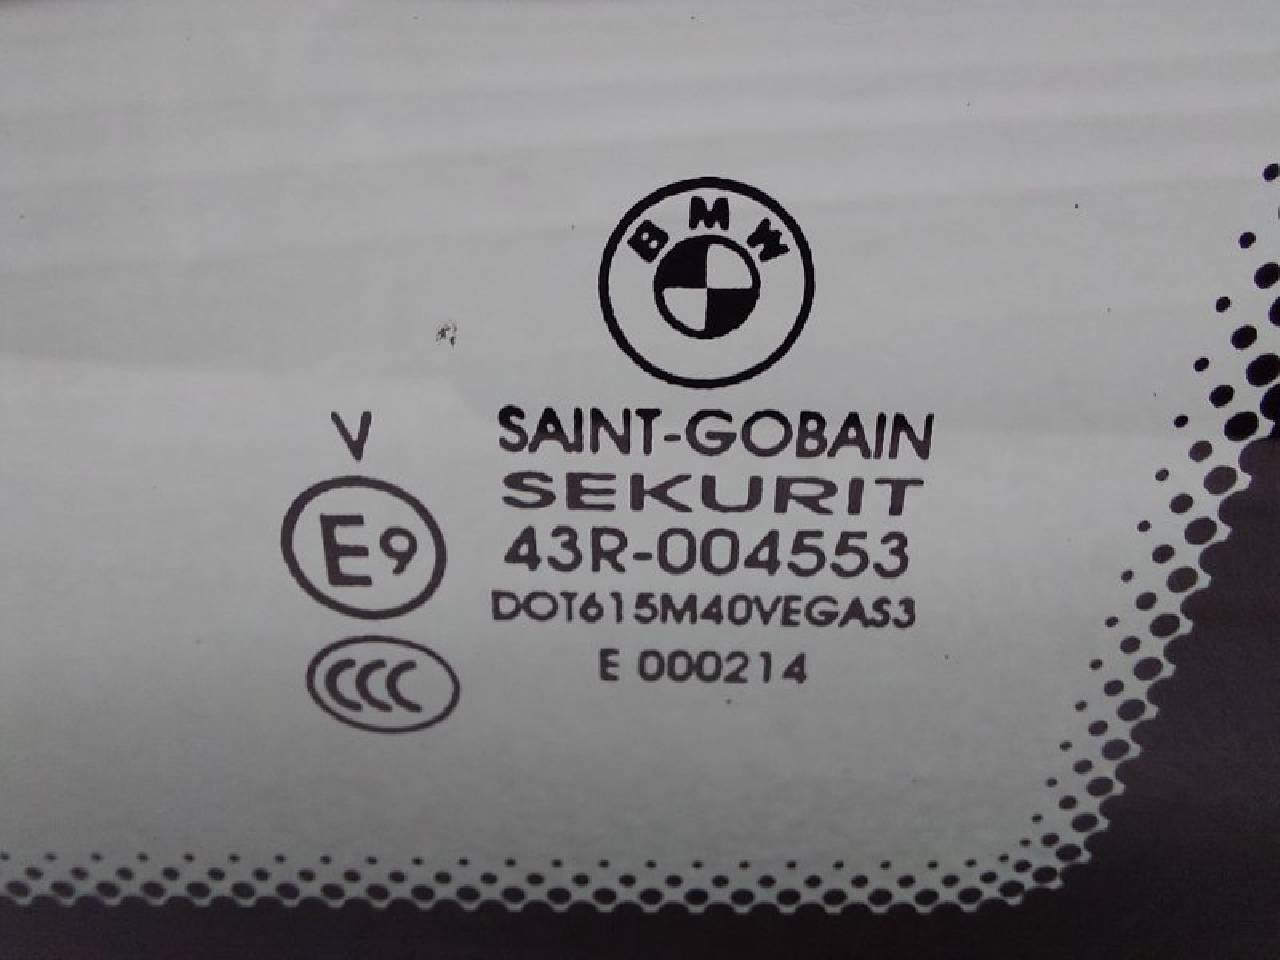 BMW
V
SAINT-GOBAIN
SEKURIT
E9
43R-004553
DOT615M40VEGAS3
CCC
E 000214